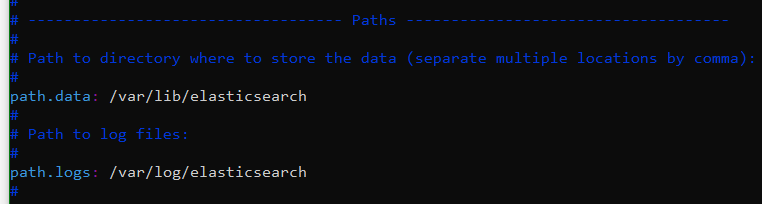 #
# ----------------------------------- Paths ------------------------------------
#
# Path to directory where to store the data (separate multiple locations by comma):
#
path.data: /var/lib/elasticsearch
#
# Path to log files:
#
path.logs: /var/log/elasticsearch
#